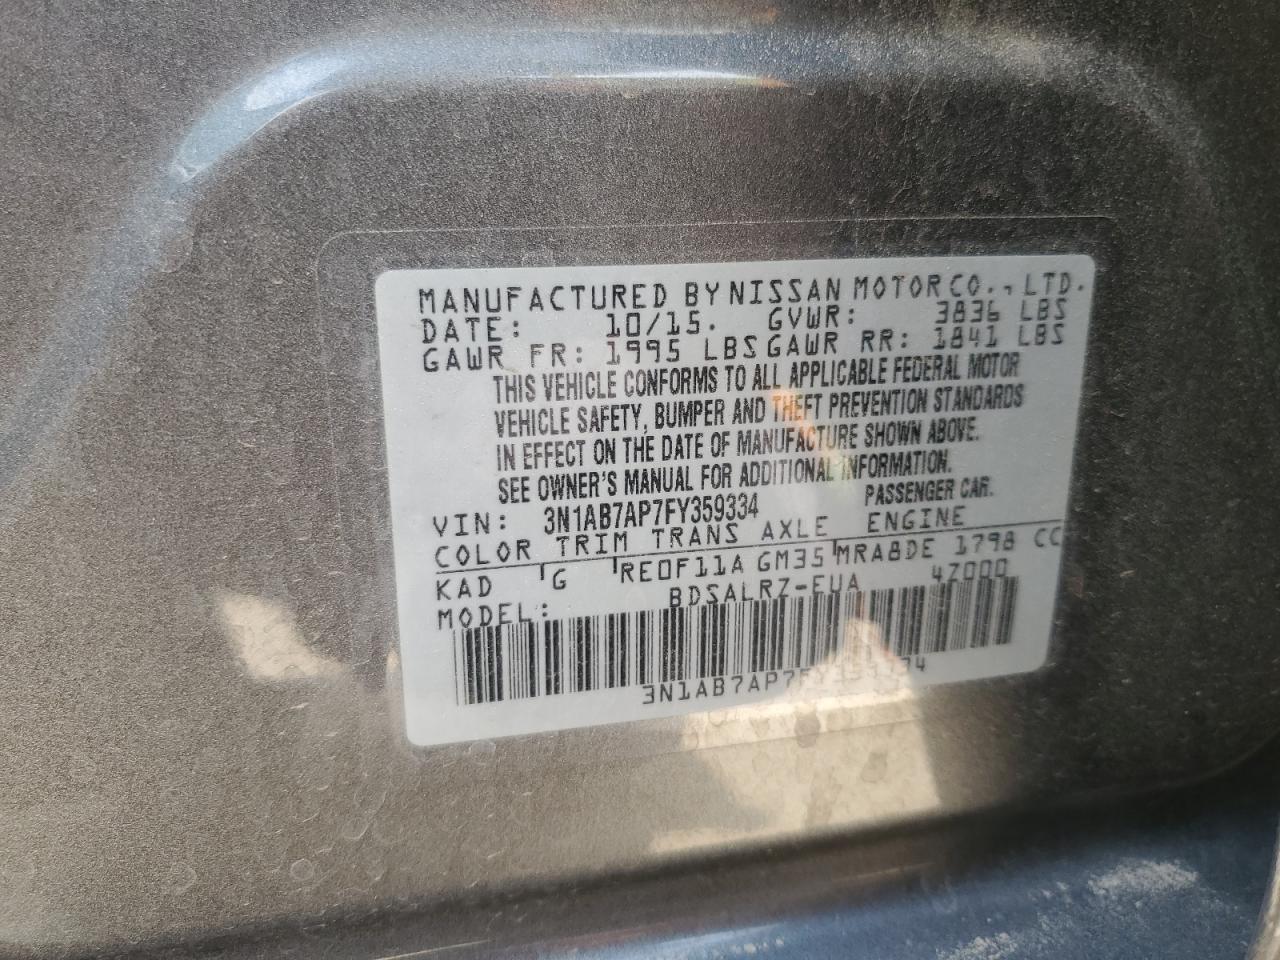 MANUFACTURED BY NISSAN MOTOR CO., LTD.
DATE: 10/15. GVWR: 3836 LBS
GAWR FR: 1995 LBS GAWR RR: 1841 LBS
THIS VEHICLE CONFORMS TO ALL APPLICABLE FEDERAL MOTOR
VEHICLE SAFETY, BUMPER AND THEFT PREVENTION STANDARDS
IN EFFECT ON THE DATE OF MANUFACTURE SHOWN ABOVE.
SEE OWNER'S MANUAL FOR ADDITIONAL INFORMATION.
VIN: 3N1AB7AP7FY359334 PASSENGER CAR.
COLOR TRIM TRANS AXLE ENGINE
KAD G RE0F11A GM35 MRA8DE 1798 CC
MODEL: BDSALRZ-EUA 47000
3N1AB7AP7FY359334